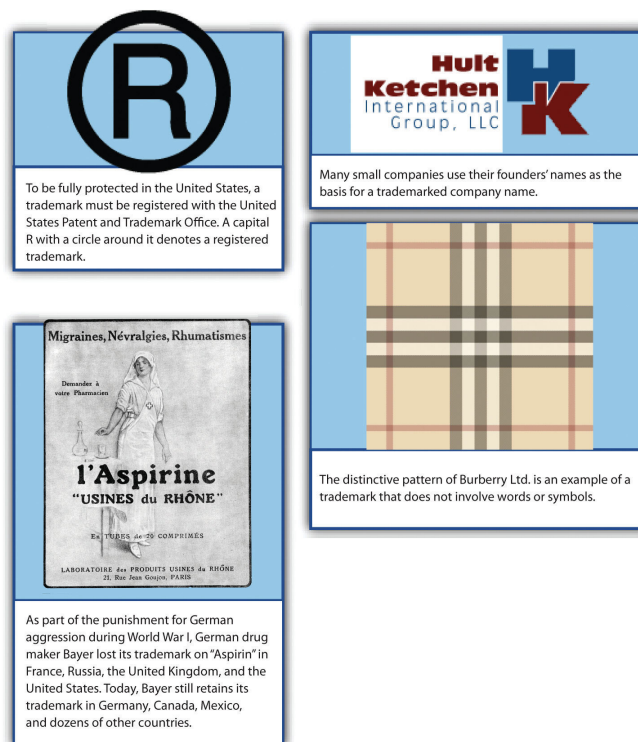 R
To be fully protected in the United States, a
trademark must be registered with the United
States Patent and Trademark Office. A capital
R with a circle around it denotes a registered
trademark.
Migraines, Névralgies, Rhumatismes
Demandez à
votre Pharmacien
l'Aspirine
"USINES du RHÔNE"
En TUBES de 20 COMPRIMÉS
LABORATOIRE des PRODUITS USINES du RHÔNE
21, Rue Jean Goujon, PARIS
As part of the punishment for German
aggression during World War I, German drug
maker Bayer lost its trademark on “Aspirin” in
France, Russia, the United Kingdom, and the
United States. Today, Bayer still retains its
trademark in Germany, Canada, Mexico,
and dozens of other countries.
Hult
Ketchen
International
Group, LLC
HK
Many small companies use their founders’ names as the
basis for a trademarked company name.
The distinctive pattern of Burberry Ltd. is an example of a
trademark that does not involve words or symbols.